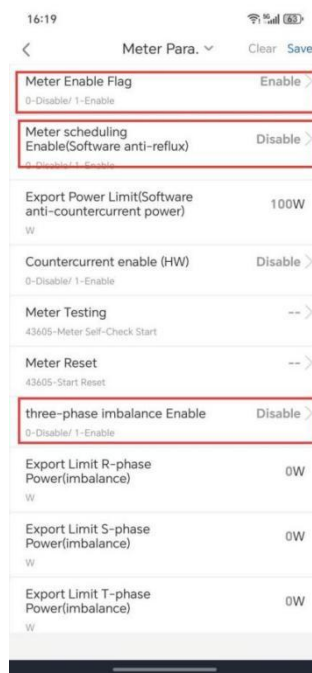 16:19
63
Meter Para.
Clear Save
Meter Enable Flag
Enable
0-Disable/ 1-Enable
Meter scheduling
Enable(Software anti-reflux)
Disable
0-Disable/ 1-Enable
Export Power Limit(Software
anti-countercurrent power)
100W
W
Countercurrent enable (HW)
Disable
0-Disable/ 1-Enable
Meter Testing
--
43605-Meter Self-Check Start
Meter Reset
--
43605-Start Reset
three-phase imbalance Enable
Disable
0-Disable/ 1-Enable
Export Limit R-phase
Power(imbalance)
0W
W
Export Limit S-phase
Power(imbalance)
0W
W
Export Limit T-phase
Power(imbalance)
0W
W